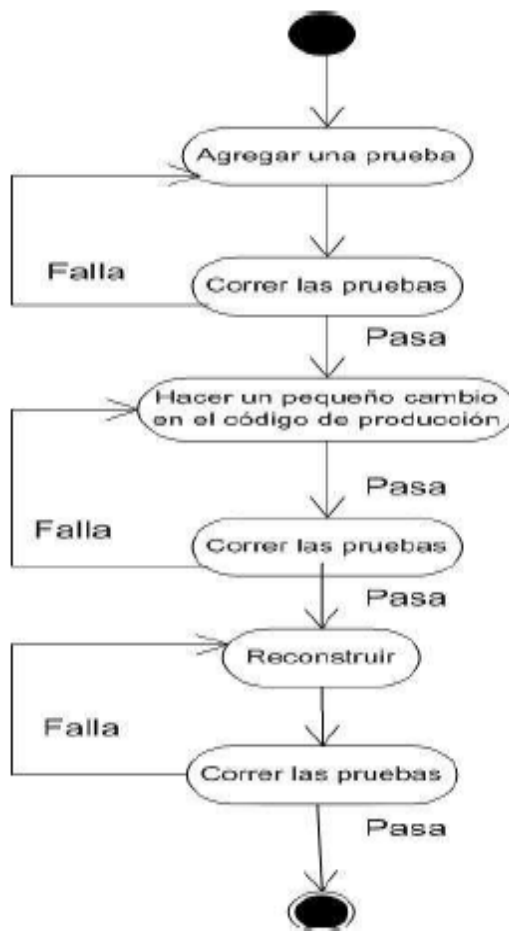 Agregar una prueba
Falla
Correr las pruebas
Pasa
Hacer un pequeño cambio
en el código de producción
Pasa
Falla
Correr las pruebas
Pasa
Reconstruir
Falla
Correr las pruebas
Pasa